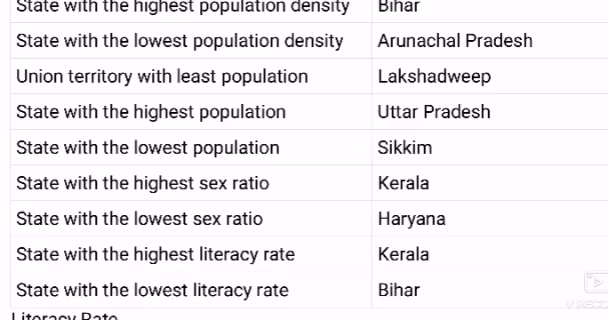 State with the highest population density Bihar
State with the lowest population density Arunachal Pradesh
Union territory with least population Lakshadweep
State with the highest population Uttar Pradesh
State with the lowest population Sikkim
State with the highest sex ratio Kerala
State with the lowest sex ratio Haryana
State with the highest literacy rate Kerala
State with the lowest literacy rate Bihar
Literacy Rate